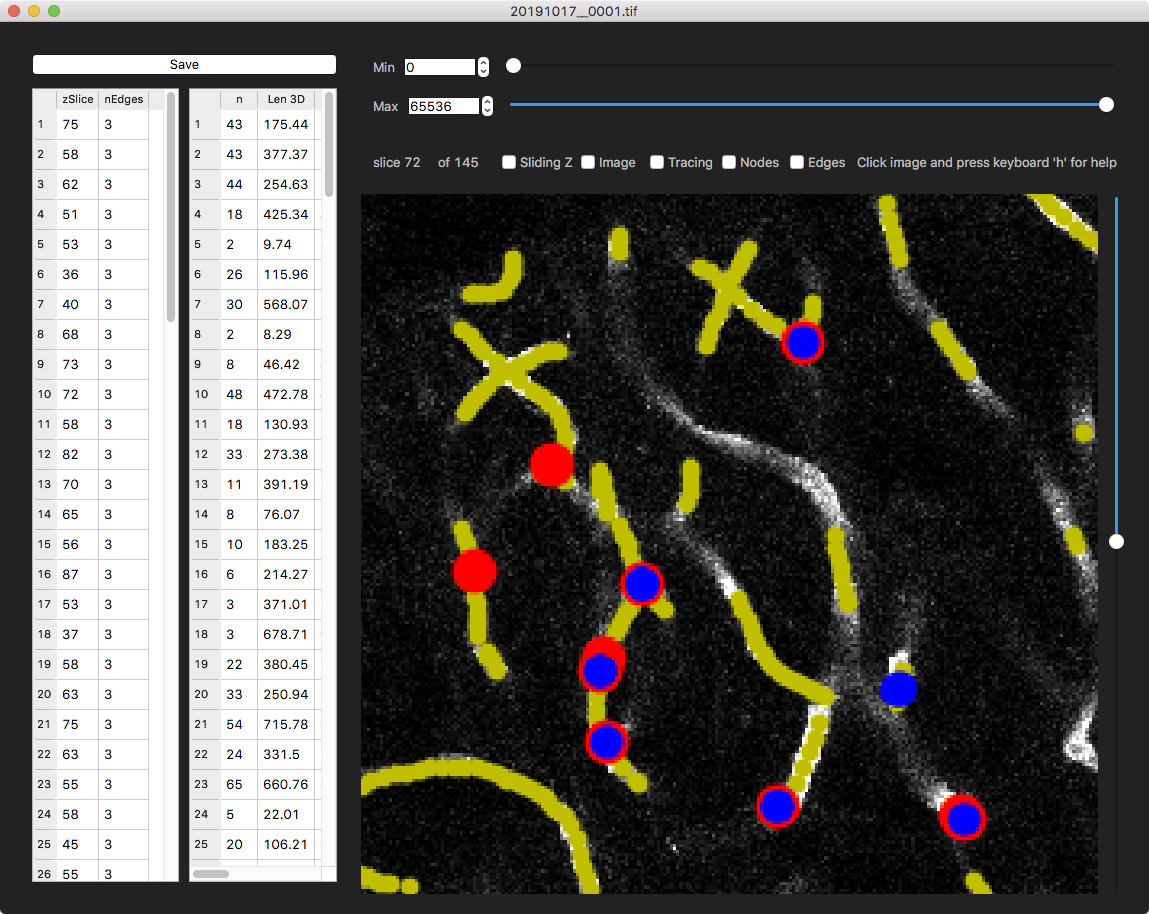 20191017__0001.tif
Save
Min 0
Max 65536
slice 72 of 145 Sliding Z Image Tracing Nodes Edges Click image and press keyboard 'h' for help
zSlice nEdges
1 75 3
2 58 3
3 62 3
4 51 3
5 53 3
6 36 3
7 40 3
8 68 3
9 73 3
10 72 3
11 58 3
12 82 3
13 70 3
14 65 3
15 56 3
16 87 3
17 53 3
18 37 3
19 58 3
20 63 3
21 75 3
22 63 3
23 55 3
24 58 3
25 45 3
26 55 3
n Len 3D
1 43 175.44
2 43 377.37
3 44 254.63
4 18 425.34
5 2 9.74
6 26 115.96
7 30 568.07
8 2 8.29
9 8 46.42
10 48 472.78
11 18 130.93
12 33 273.38
13 11 391.19
14 8 76.07
15 10 183.25
16 6 214.27
17 3 371.01
18 3 678.71
19 22 380.45
20 33 250.94
21 54 715.78
22 24 331.5
23 65 660.76
24 5 22.01
25 20 106.21